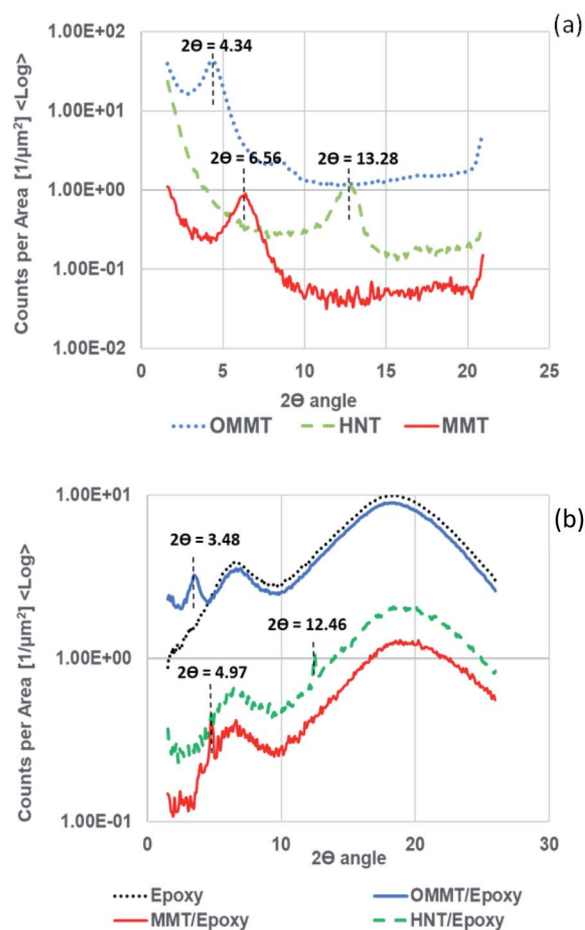 (a)
1.00E+02
1.00E+01
1.00E+00
1.00E-01
1.00E-02
Counts per Area [1/µm²] <Log>
2Θ = 4.34
2Θ = 6.56
2Θ = 13.28
0 5 10 15 20 25
2Θ angle
OMMT HNT MMT
(b)
1.00E+01
1.00E+00
1.00E-01
Counts per Area [1/µm²] <Log>
2Θ = 3.48
2Θ = 12.46
2Θ = 4.97
0 10 20 30
2Θ angle
Epoxy OMMT/Epoxy
MMT/Epoxy HNT/Epoxy